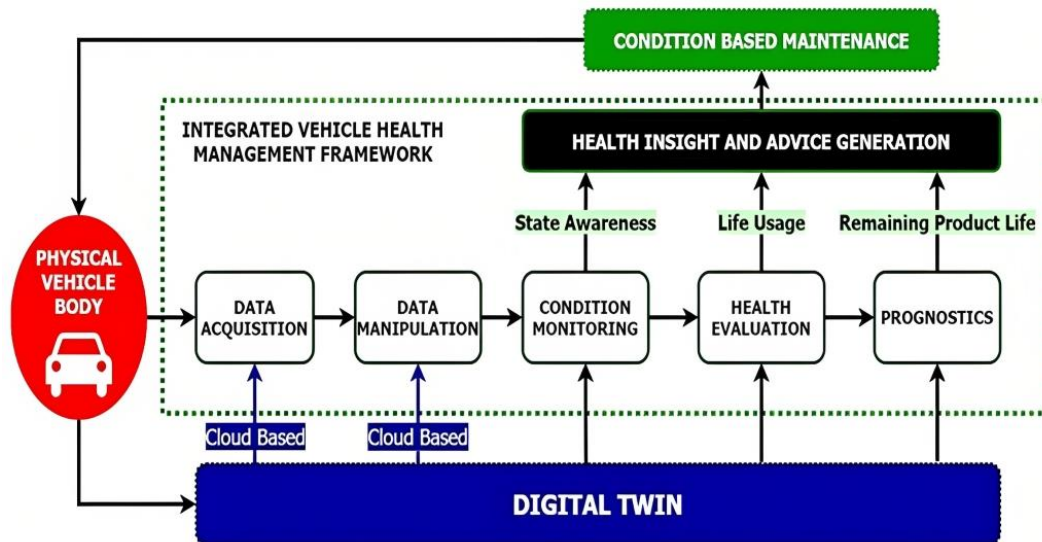 CONDITION BASED MAINTENANCE
INTEGRATED VEHICLE HEALTH
MANAGEMENT FRAMEWORK
HEALTH INSIGHT AND ADVICE GENERATION
State Awareness
Life Usage
Remaining Product Life
PHYSICAL
VEHICLE
BODY
DATA
ACQUISITION
DATA
MANIPULATION
CONDITION
MONITORING
HEALTH
EVALUATION
PROGNOSTICS
Cloud Based
Cloud Based
DIGITAL TWIN